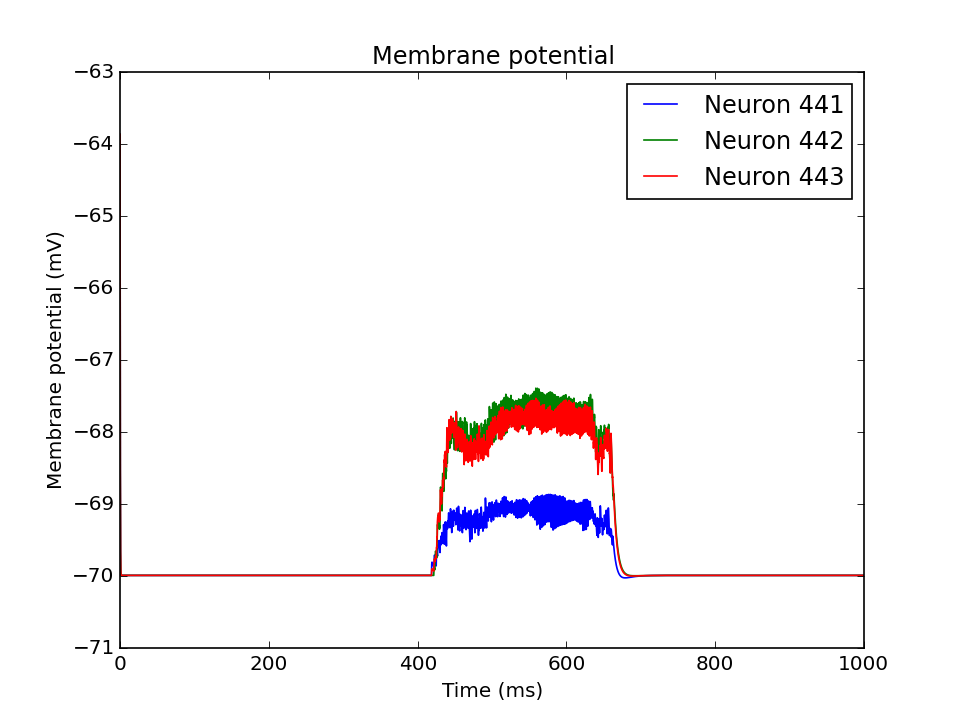 Membrane potential
−63
−64
−65
−66
−67
−68
−69
−70
−71
Membrane potential (mV)
Neuron 441
Neuron 442
Neuron 443
0
200
400
600
800
1000
Time (ms)